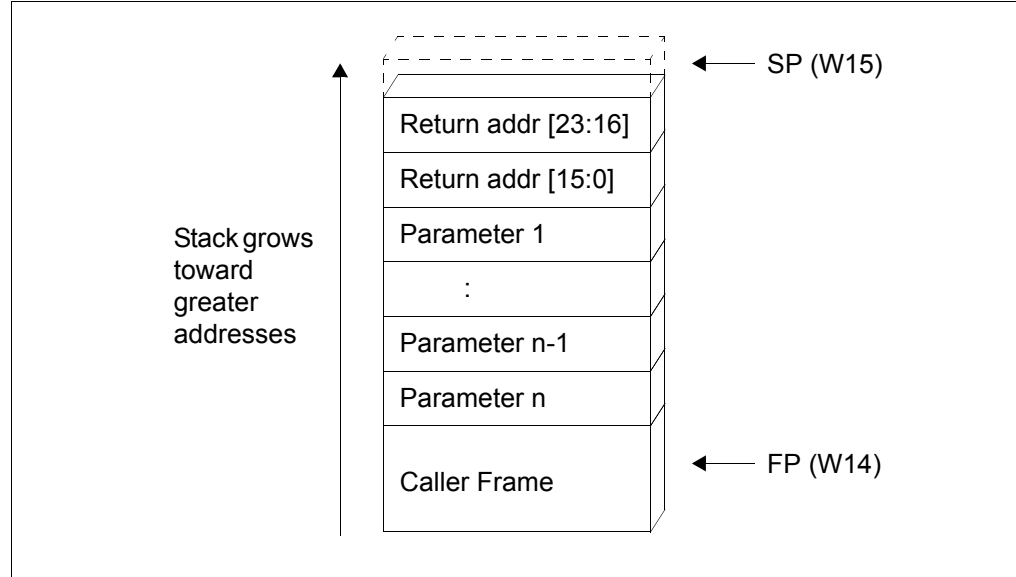 SP (W15)
Return addr [23:16]
Return addr [15:0]
Parameter 1
:
Parameter n-1
Parameter n
Caller Frame
FP (W14)
Stack grows
toward
greater
addresses